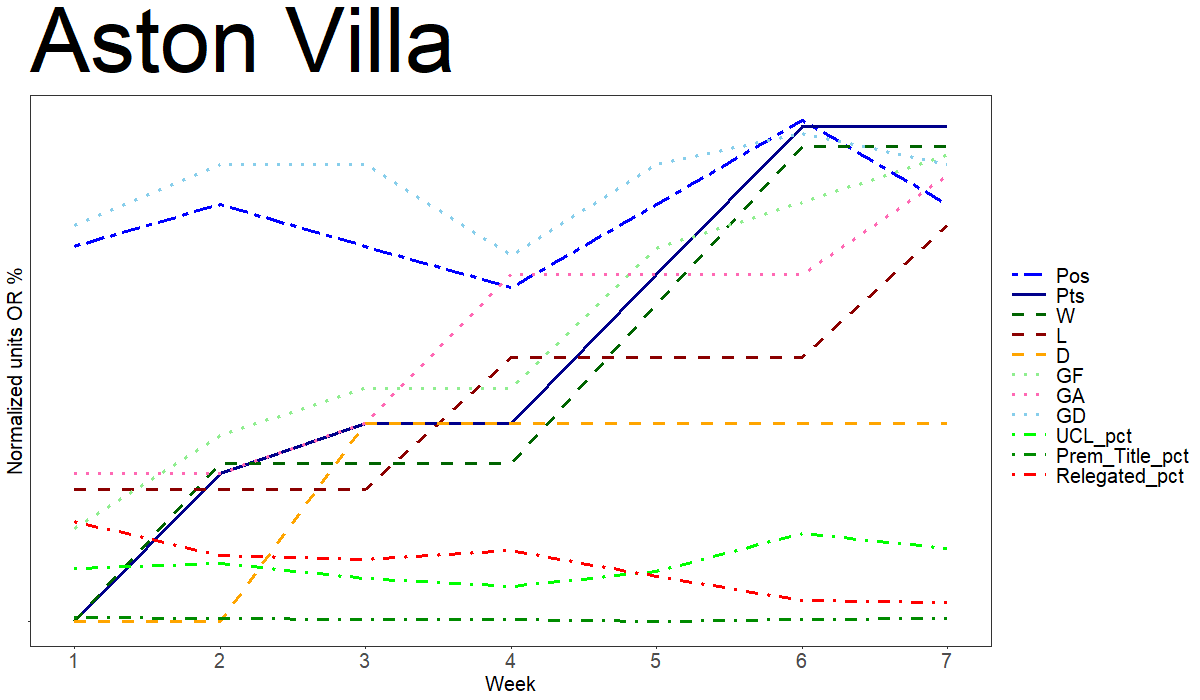 Aston Villa
Normalized units OR %
Pos
Pts
W
L
D
GF
GA
GD
UCL_pct
Prem_Title_pct
Relegated_pct
1 2 3 4 5 6 7
Week